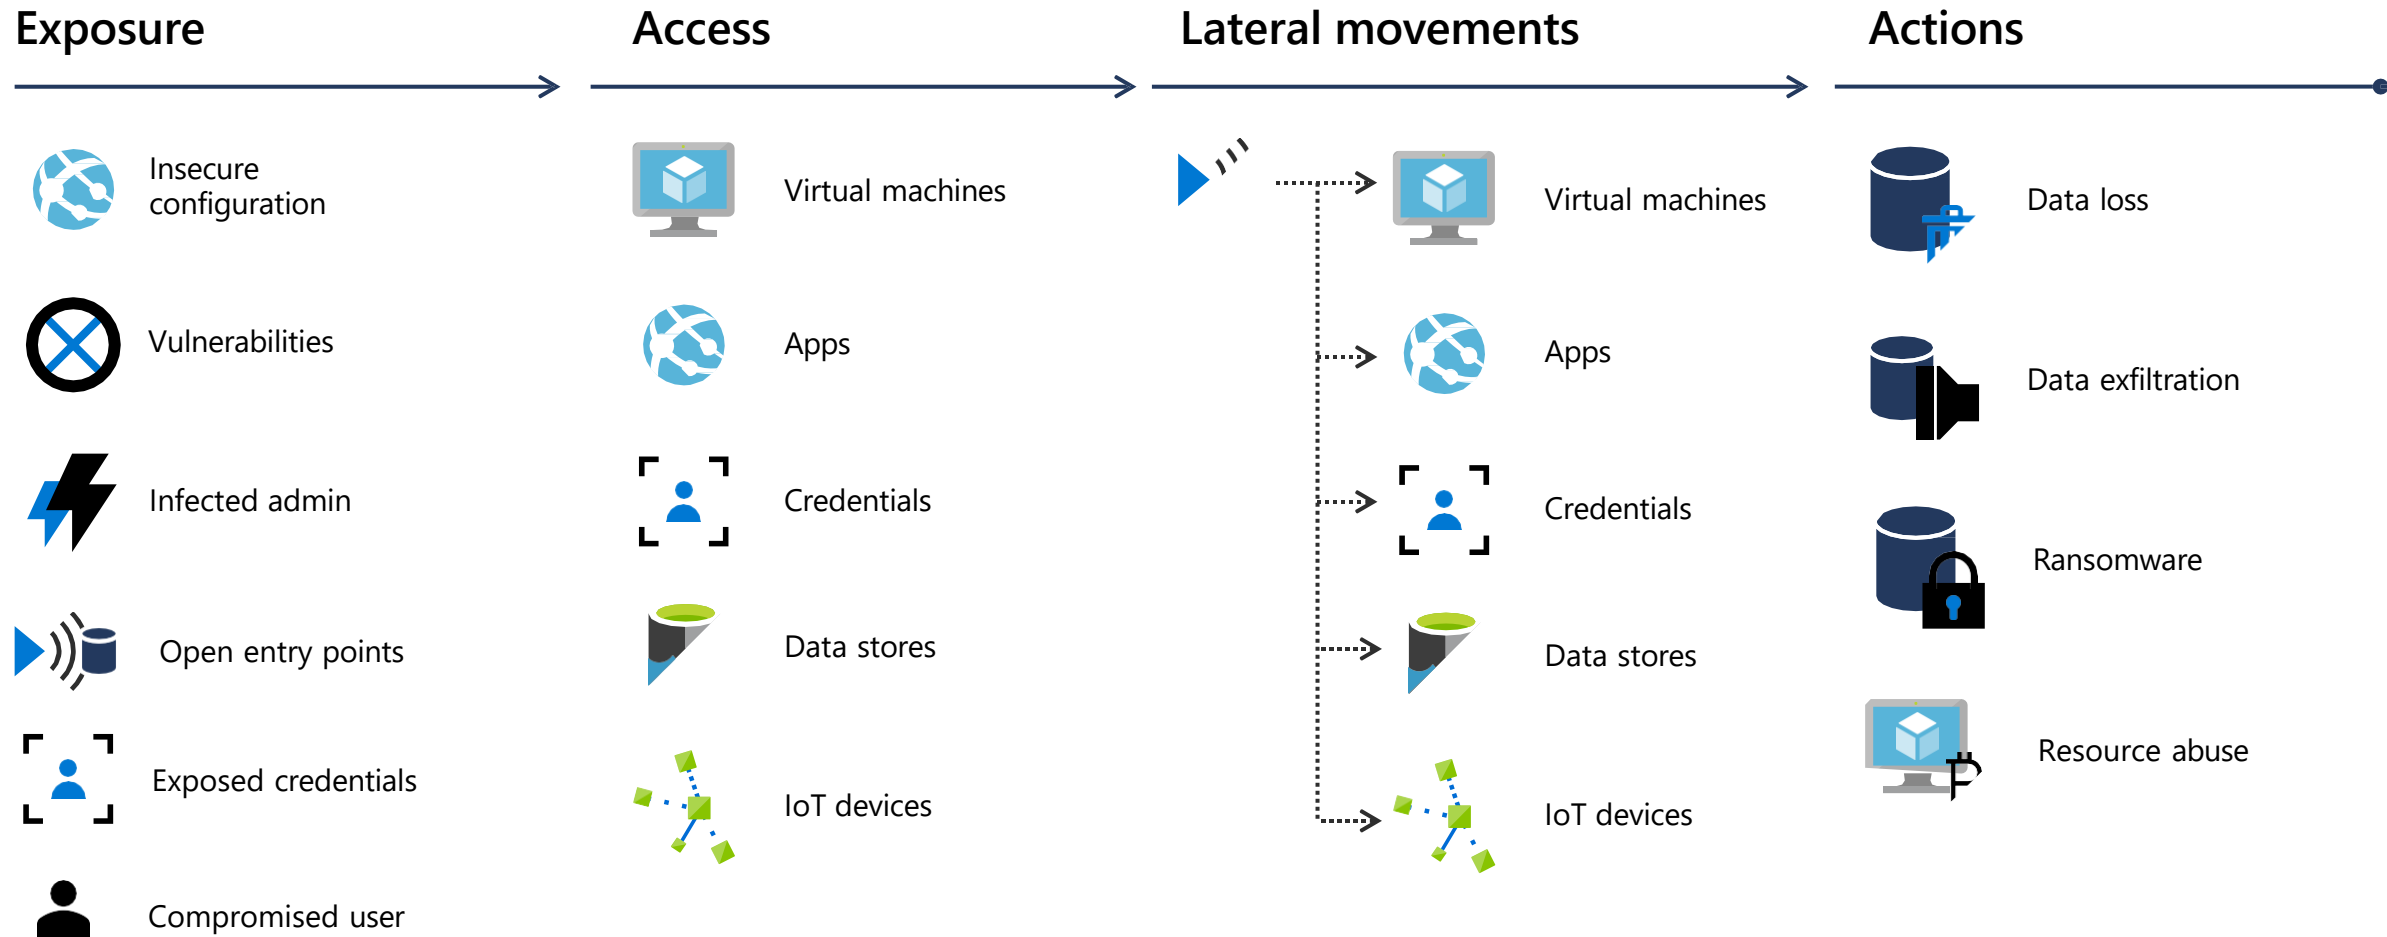 Exposure
Insecure
configuration
Vulnerabilities
Infected admin
Open entry points
Exposed credentials
Compromised user
Access
Virtual machines
Apps
Credentials
Data stores
IoT devices
Lateral movements
Virtual machines
Apps
Credentials
Data stores
IoT devices
Actions
Data loss
Data exfiltration
Ransomware
Resource abuse